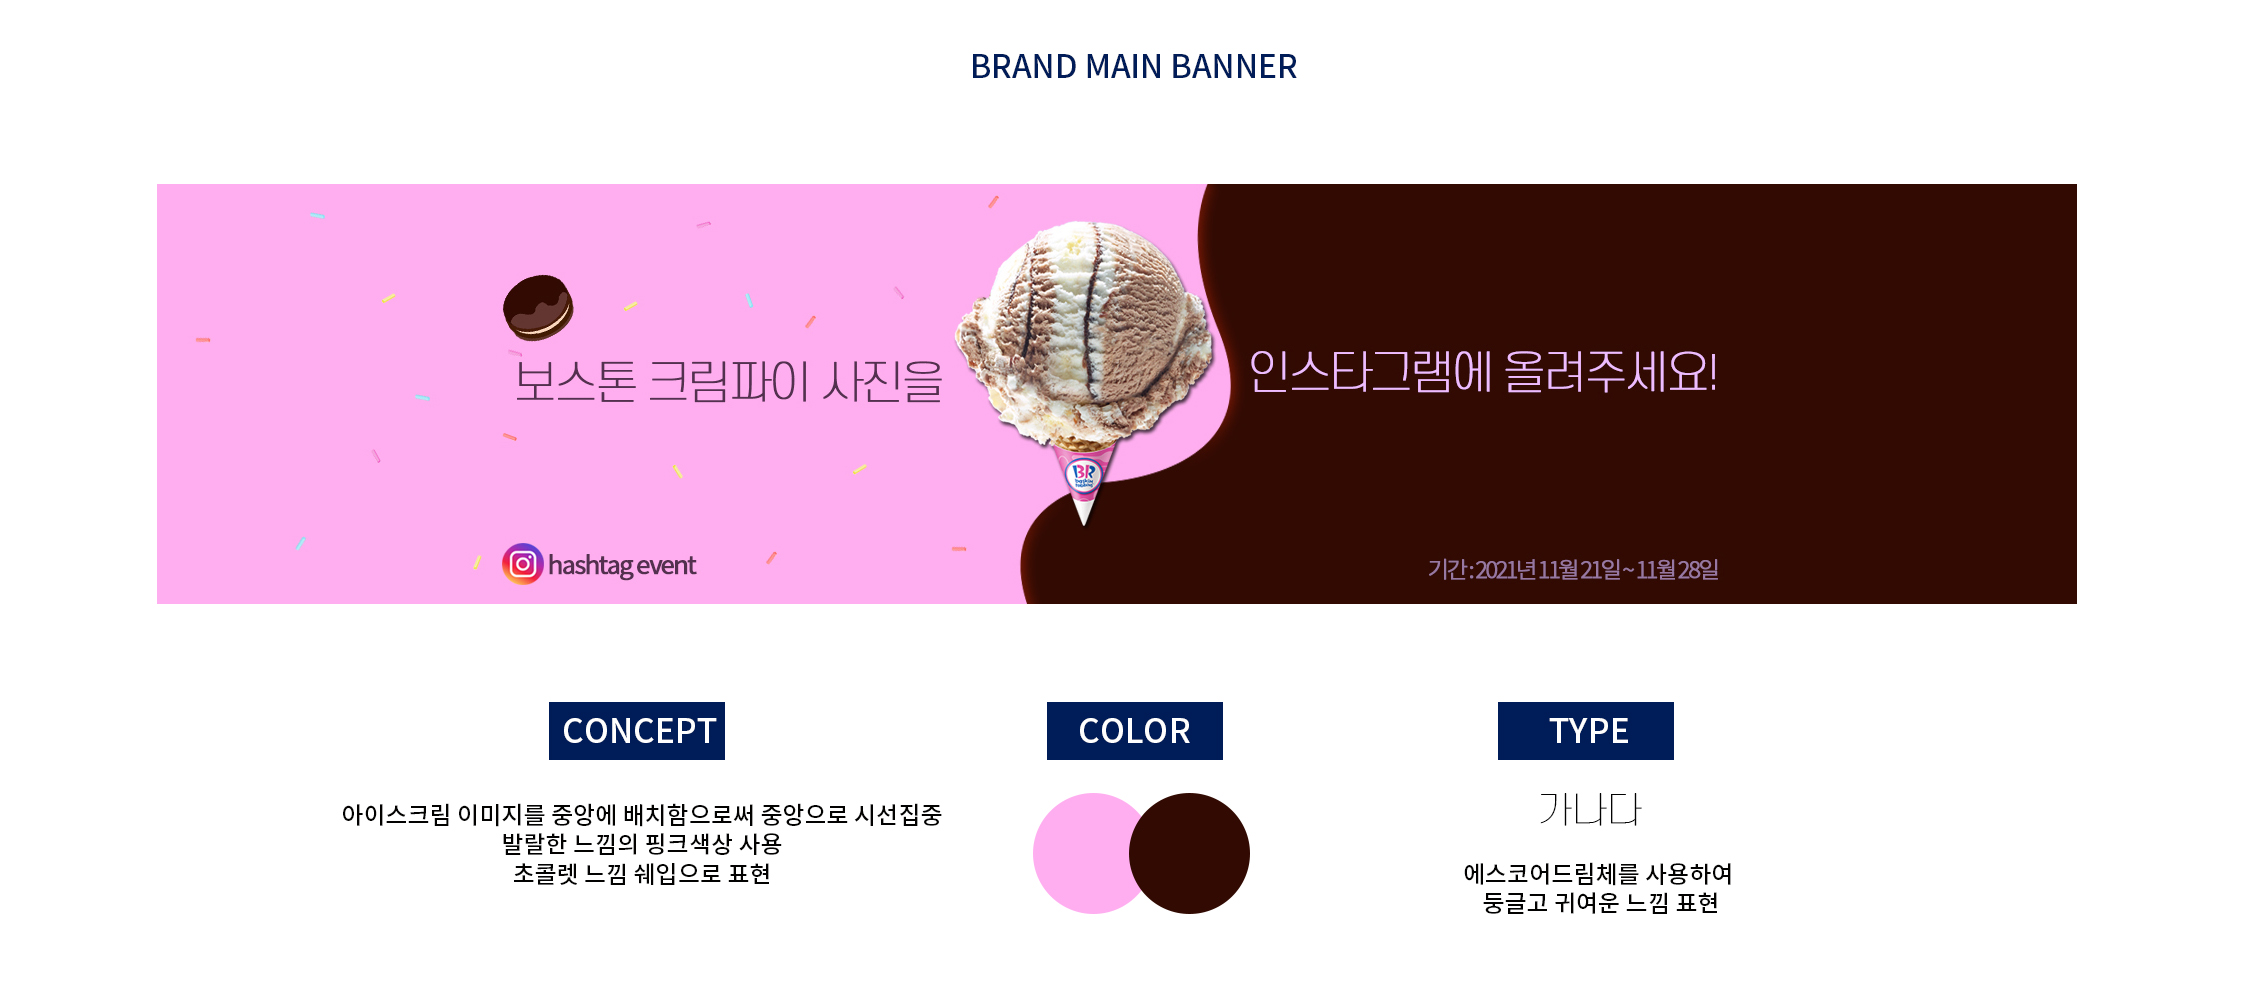 BRAND MAIN BANNER
보스톤 크림파이 사진을
인스타그램에 올려주세요!
BR
baskin
robbins
hashtag event
기간 : 2021년 11월 21일 ~ 11월 28일
CONCEPT
아이스크림 이미지를 중앙에 배치함으로써 중앙으로 시선집중
발랄한 느낌의 핑크색상 사용
초콜렛 느낌 쉐입으로 표현
COLOR
TYPE
가나다
에스코어드림체를 사용하여
둥글고 귀여운 느낌 표현